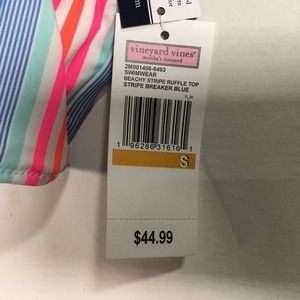 vineyard vines
martha's vineyard
2M001406-6493
SWIMWEAR
BEACHY STRIPE RUFFLE TOP
STRIPE BREAKER BLUE
1 96286 31616 1
S
$44.99